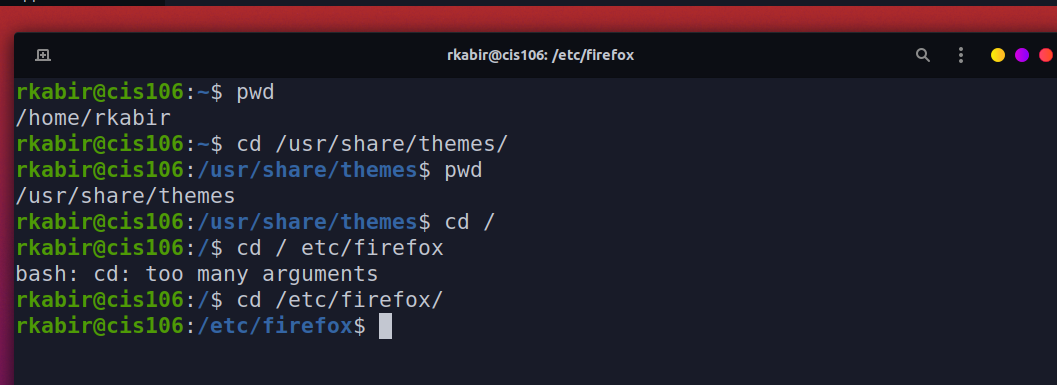 rkabir@cis106: /etc/firefox
rkabir@cis106:~$ pwd
/home/rkabir
rkabir@cis106:~$ cd /usr/share/themes/
rkabir@cis106:/usr/share/themes$ pwd
/usr/share/themes
rkabir@cis106:/usr/share/themes$ cd /
rkabir@cis106:/$ cd / etc/firefox
bash: cd: too many arguments
rkabir@cis106:/$ cd /etc/firefox/
rkabir@cis106:/etc/firefox$